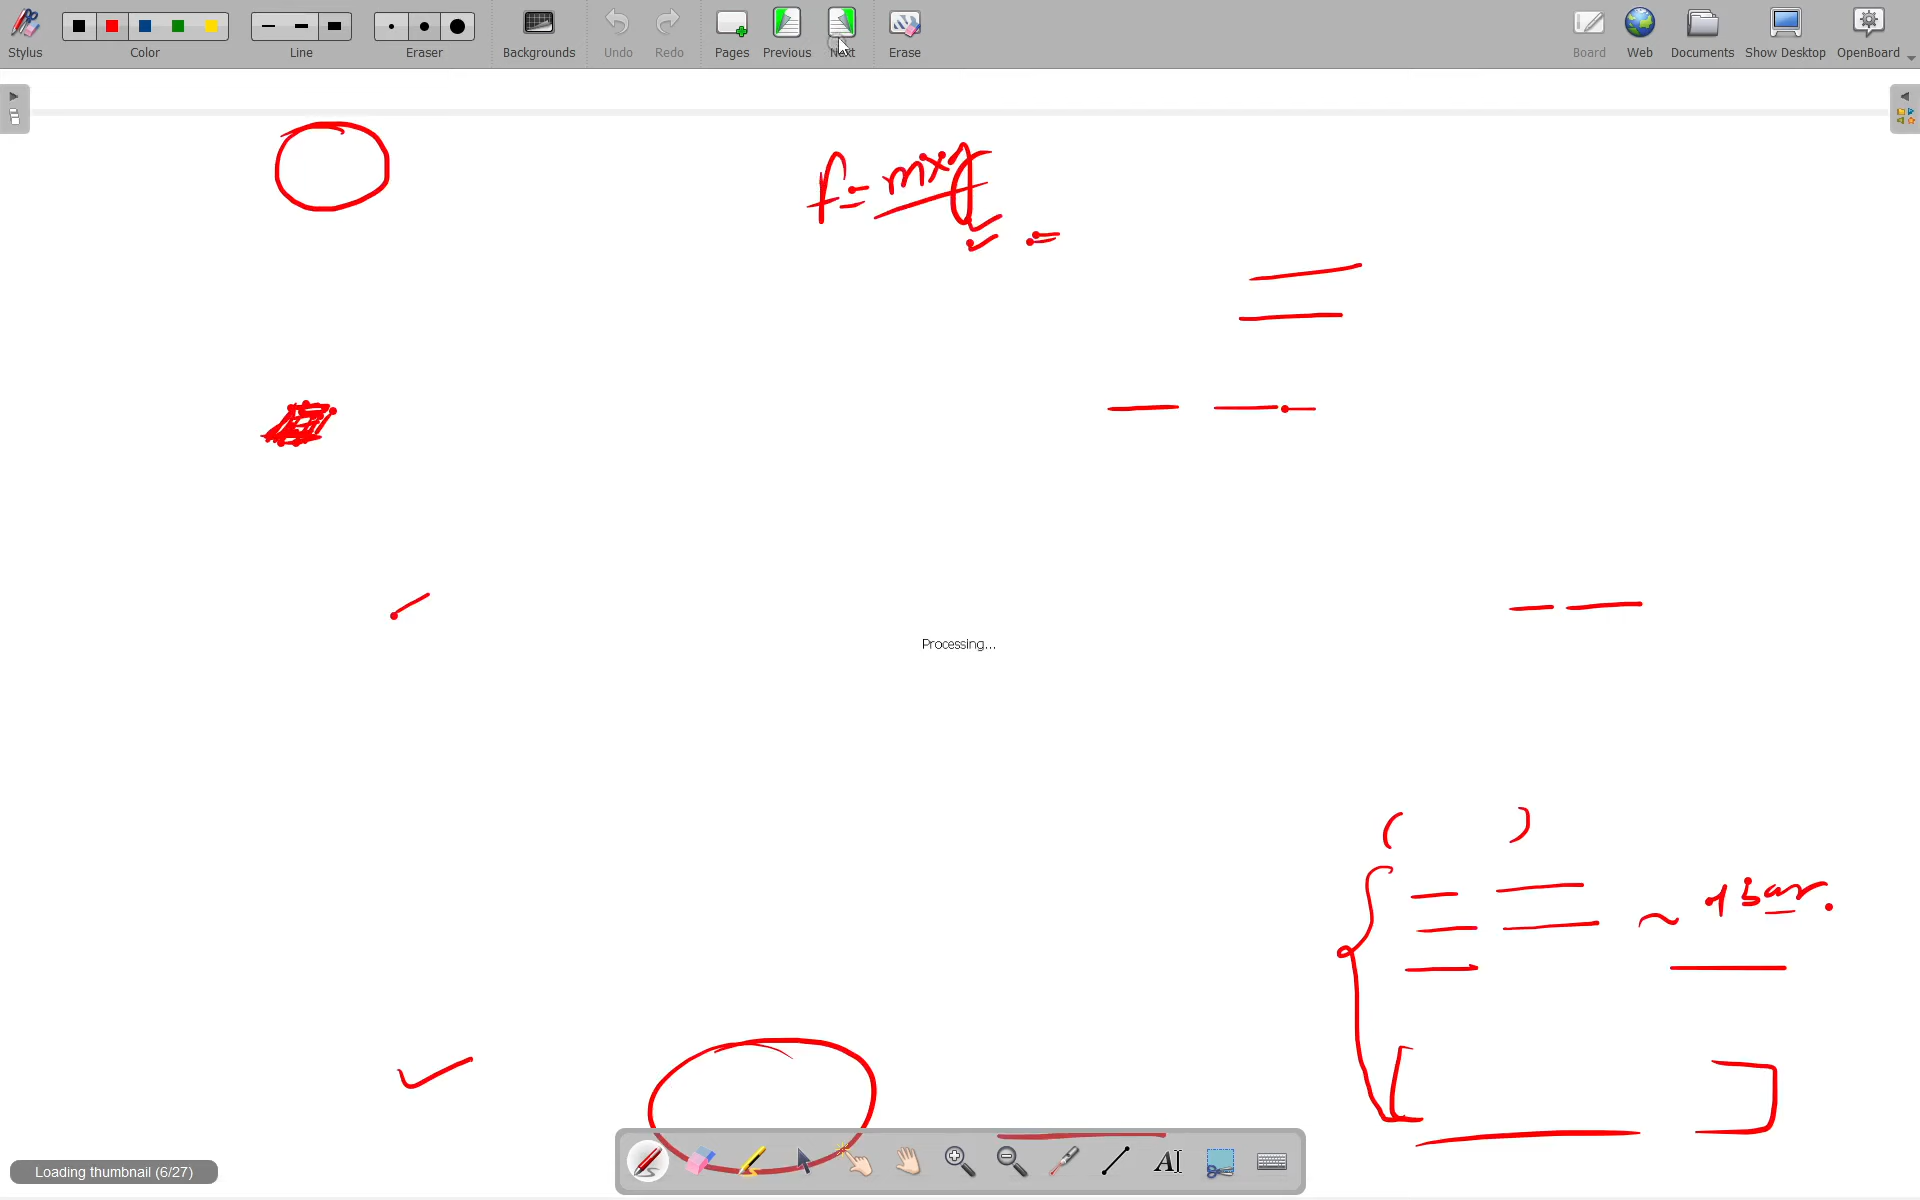 Stylus Color Line Eraser Backgrounds Undo Redo Pages Previous Next Erase Board Web Documents Show Desktop OpenBoard
f = m×g
Processing...
( )
~ 1 bar.
[ ]
Loading thumbnail (6/27)